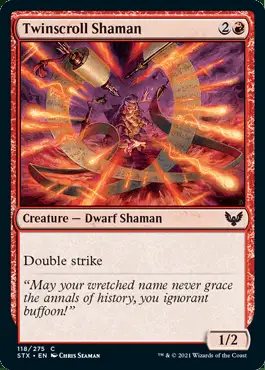 Twinscroll Shaman 2
Creature — Dwarf Shaman
Double strike
“May your wretched name never grace
the annals of history, you ignorant
buffoon!”
1/2
118/275 C
STX • EN Chris Seaman
™ & © 2021 Wizards of the Coast